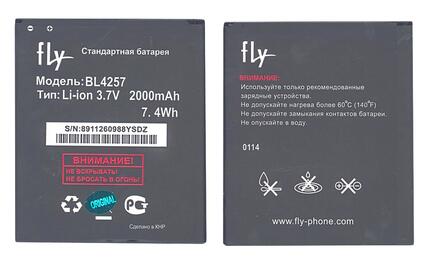 fly
Стандартная батарея
Модель: BL4257
Тип: Li-ion 3.7V 2000mAh
7.4Wh
S/N:8911260988YSDZ
ВНИМАНИЕ!
НЕ ВСКРЫВАТЬ!
НЕ БРОСАТЬ В ОГОНЬ!
ORIGINAL
Сделано в КНР
fly
ВНИМАНИЕ:
Используйте только рекомендованные
зарядные устройства.
Не допускайте нагрева более 60°C (140°F)
Не допускайте замыкания контактов батареи.
Не допускайте в воду.
0114
www.fly-phone.com